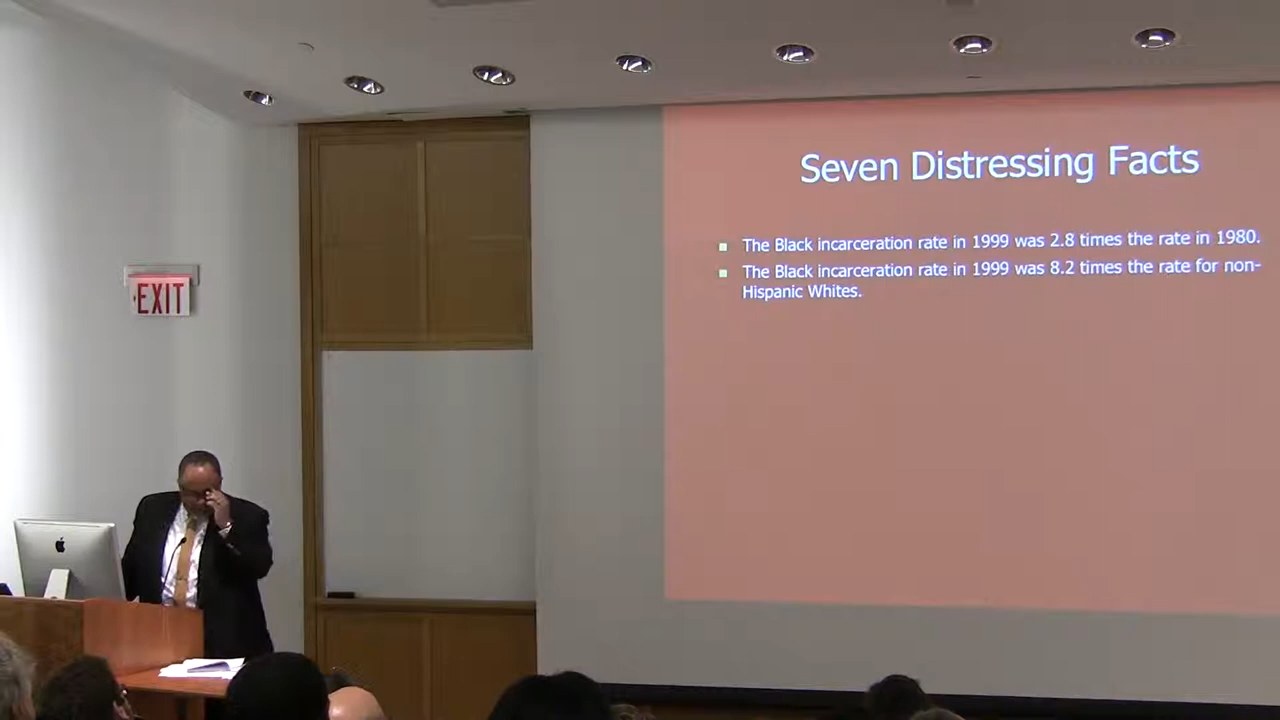 EXIT
Seven Distressing Facts
The Black incarceration rate in 1999 was 2.8 times the rate in 1980.
The Black incarceration rate in 1999 was 8.2 times the rate for non-
Hispanic Whites.